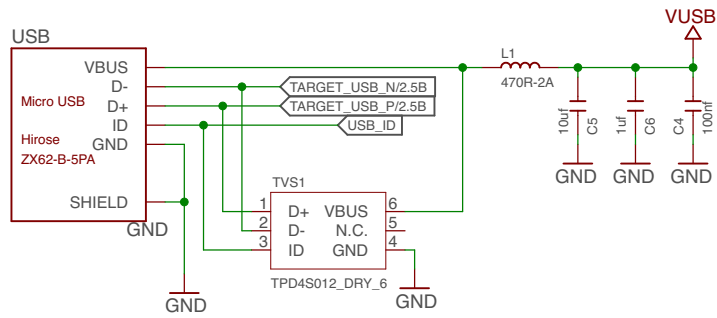 USB
VUSB
VBUS
D-
D+
ID
GND
SHIELD
GND
Micro USB
Hirose
ZX62-B-5PA
TARGET_USB_N/2.5B
TARGET_USB_P/2.5B
USB_ID
L1
470R-2A
10uf
C5
1uf
C6
C4
100nf
GND
GND
GND
TVS1
1
D+
VBUS
6
2
D-
N.C.
5
3
ID
GND
4
TPD4S012_DRY_6
GND
GND